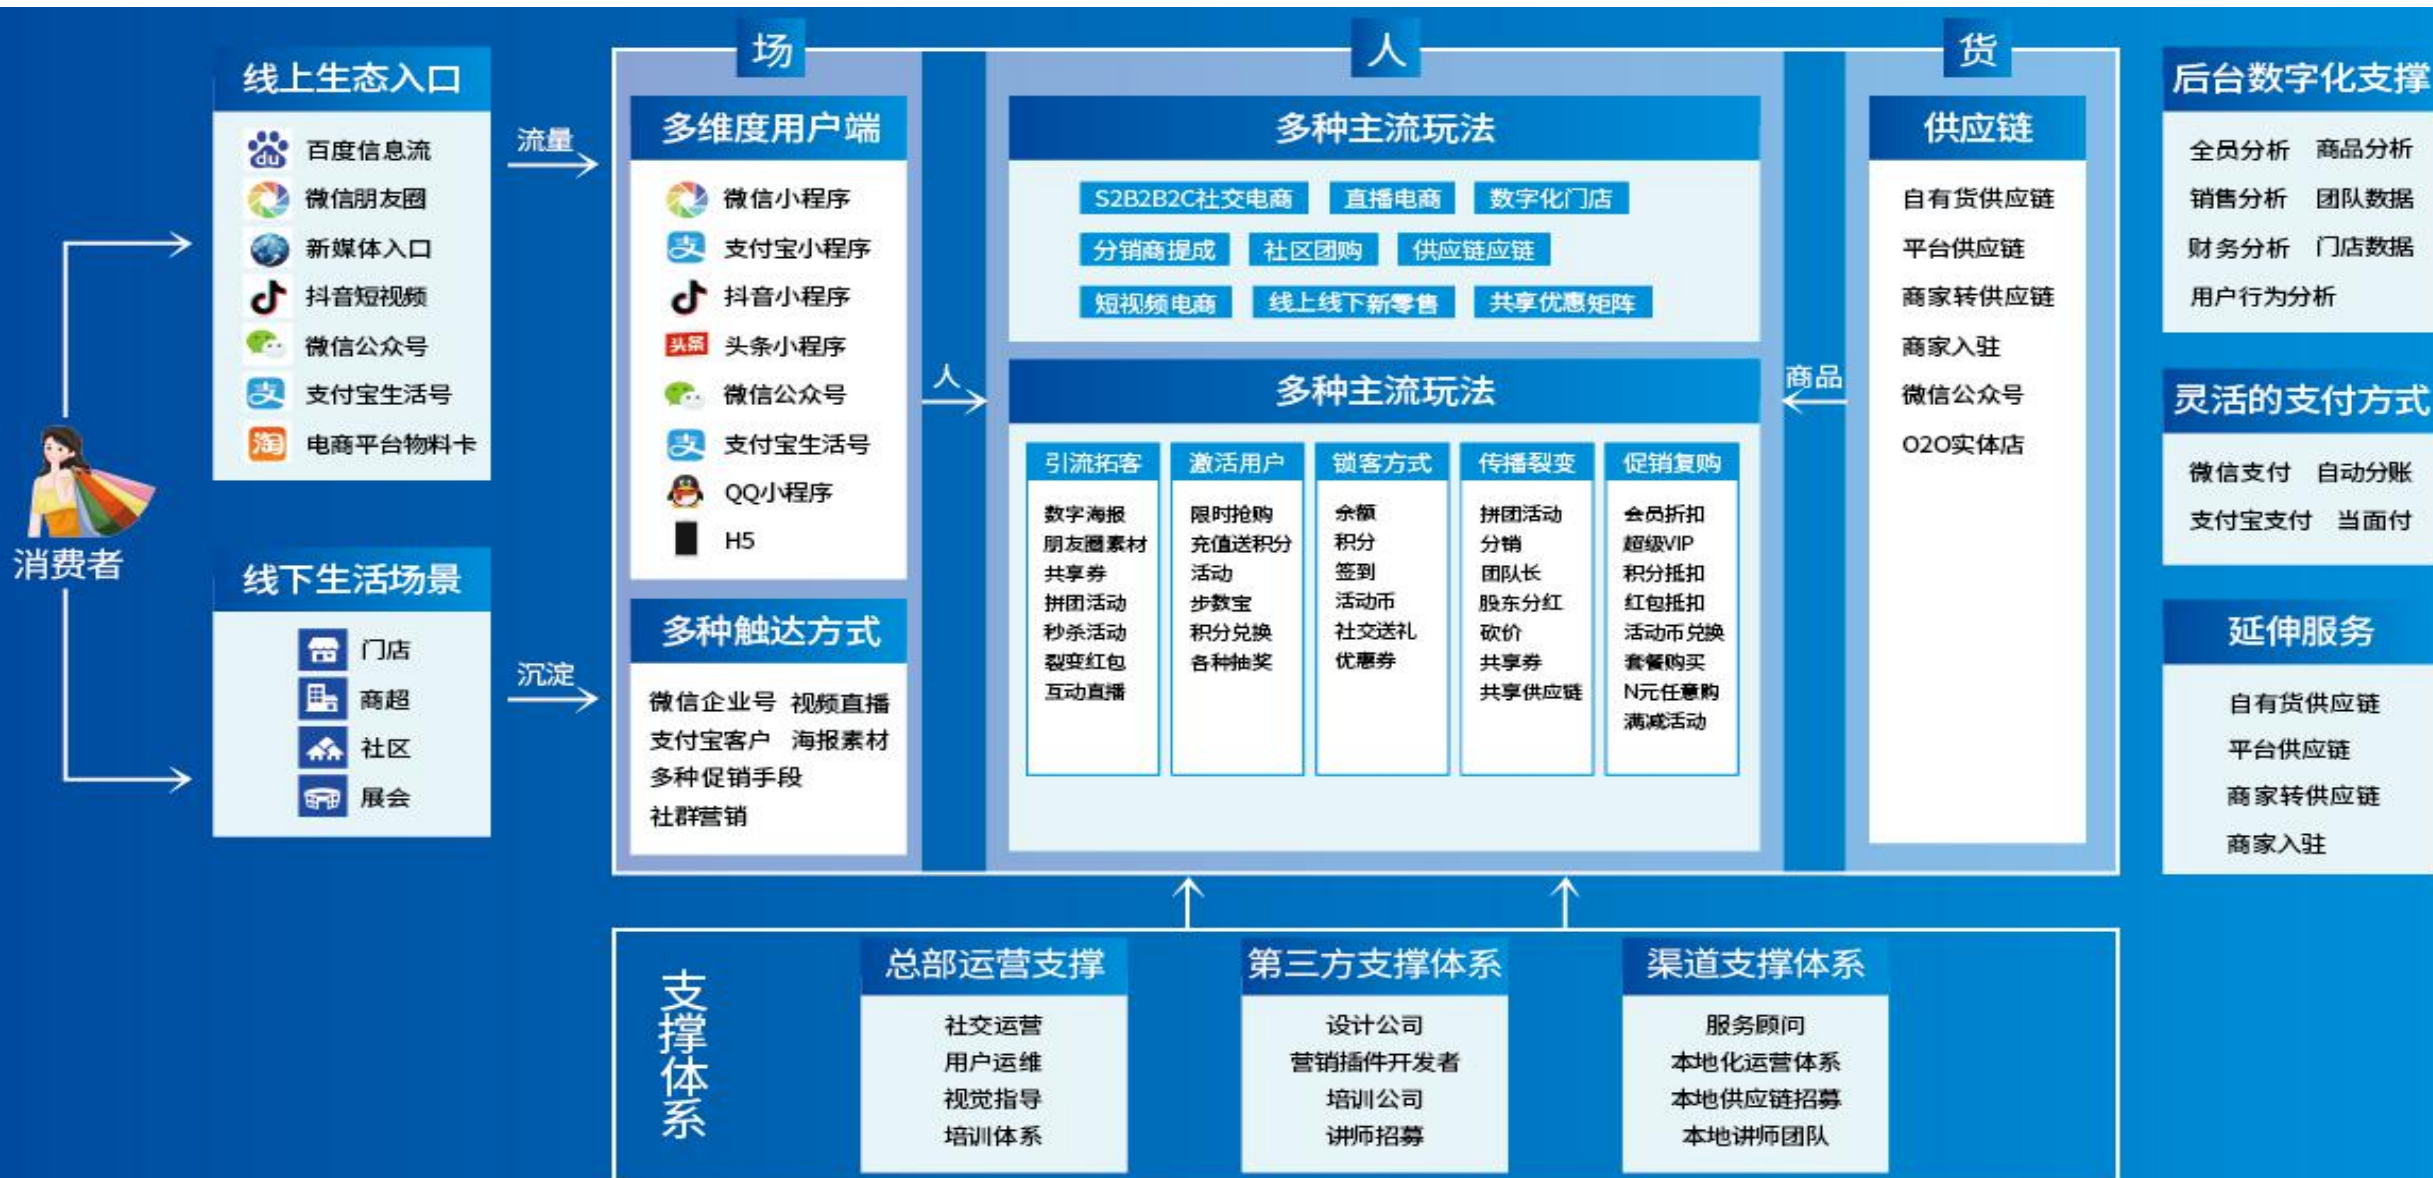 消费者
线上生态入口
du
百度信息流
微信朋友圈
新媒体入口
抖音短视频
微信公众号
支 支付宝生活号
淘 电商平台物料卡
线下生活场景
门店
商超
社区
展会
流量
沉淀
场
多维度用户端
微信小程序
支 支付宝小程序
抖音小程序
头条 头条小程序
微信公众号
支 支付宝生活号
QQ小程序
H5
多种触达方式
微信企业号 视频直播
支付宝客户 海报素材
多种促销手段
社群营销
人
人
多种主流玩法
S2B2B2C社交电商 直播电商 数字化门店
分销商提成 社区团购 供应链应链
短视频电商 线上线下新零售 共享优惠矩阵
多种主流玩法
引流拓客
数字海报
朋友圈素材
共享券
拼团活动
秒杀活动
裂变红包
互动直播
激活用户
限时抢购
充值送积分
活动
步数宝
积分兑换
各种抽奖
锁客方式
余额
积分
签到
活动币
社交送礼
优惠券
传播裂变
拼团活动
分销
团队长
股东分红
砍价
共享券
共享供应链
促销复购
会员折扣
超级VIP
积分抵扣
红包抵扣
活动币兑换
套餐购买
N元任意购
满减活动
商品
货
供应链
自有货供应链
平台供应链
商家转供应链
商家入驻
微信公众号
O2O实体店
后台数字化支撑
全员分析 商品分析
销售分析 团队数据
财务分析 门店数据
用户行为分析
灵活的支付方式
微信支付 自动分账
支付宝支付 当面付
延伸服务
自有货供应链
平台供应链
商家转供应链
商家入驻
支撑体系
总部运营支撑
社交运营
用户运维
视觉指导
培训体系
第三方支撑体系
设计公司
营销插件开发者
培训公司
讲师招募
渠道支撑体系
服务顾问
本地化运营体系
本地供应链招募
本地讲师团队